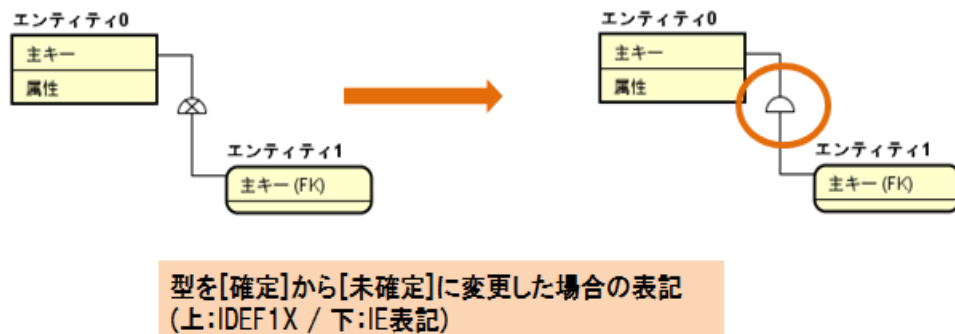 エンティティ0
主キー
属性
エンティティ1
主キー(FK)
エンティティ0
主キー
属性
エンティティ1
主キー(FK)
型を[確定]から[未確定]に変更した場合の表記
(上:IDEF1X / 下:IE表記)